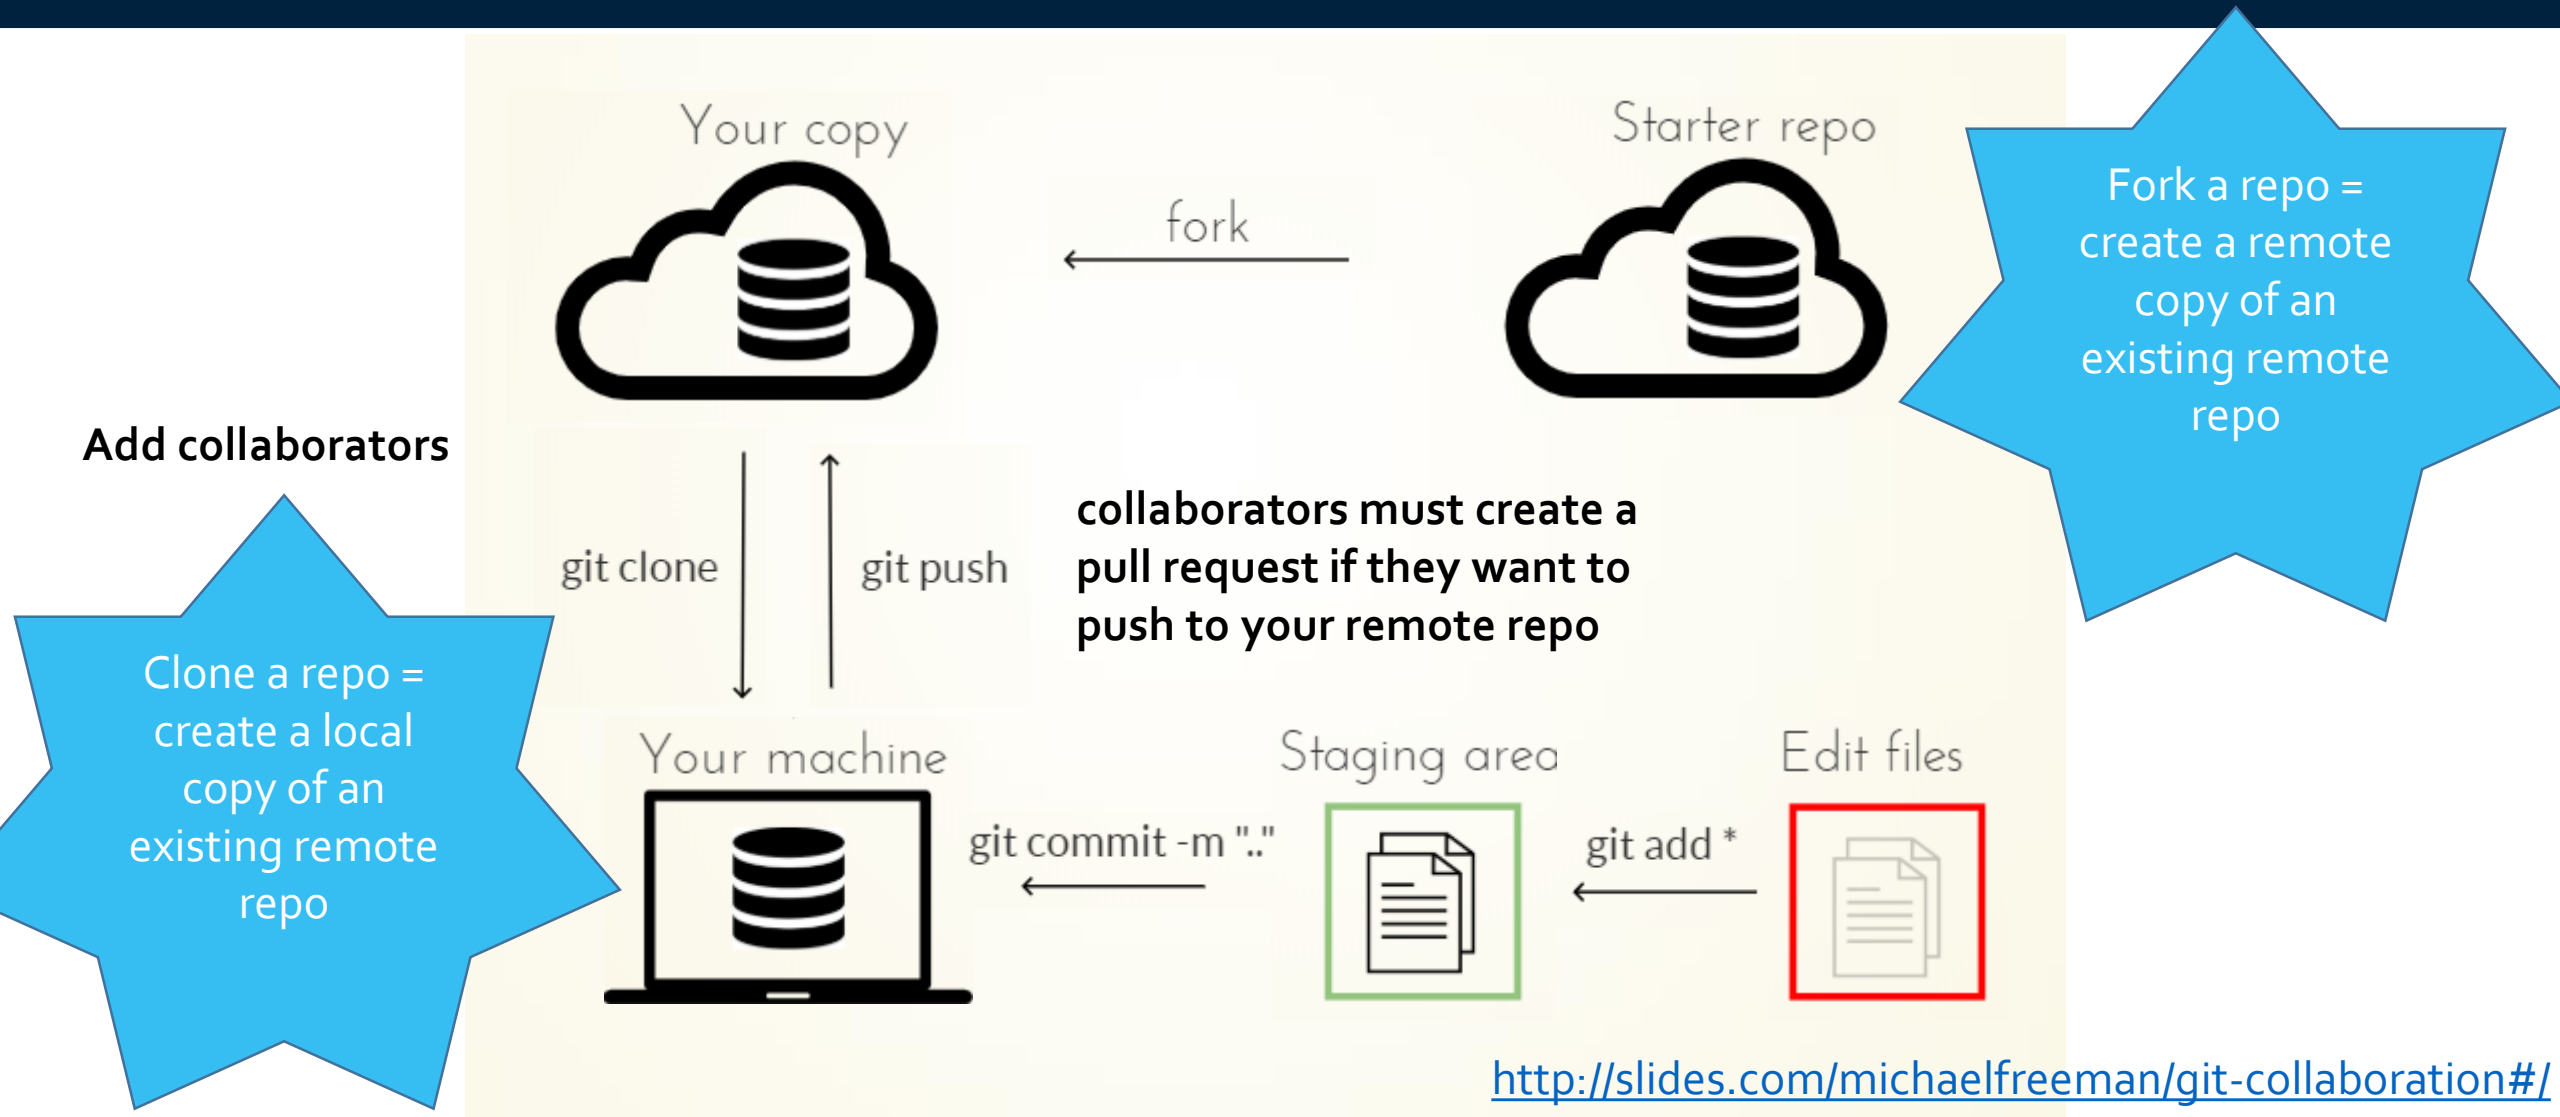 Your copy
Starter repo
fork
Fork a repo =
create a remote
copy of an
existing remote
repo
Add collaborators
git clone
git push
collaborators must create a
pull request if they want to
push to your remote repo
Clone a repo =
create a local
copy of an
existing remote
repo
Your machine
Staging area
Edit files
git commit -m ".."
git add *
http://slides.com/michaelfreeman/git-collaboration#/